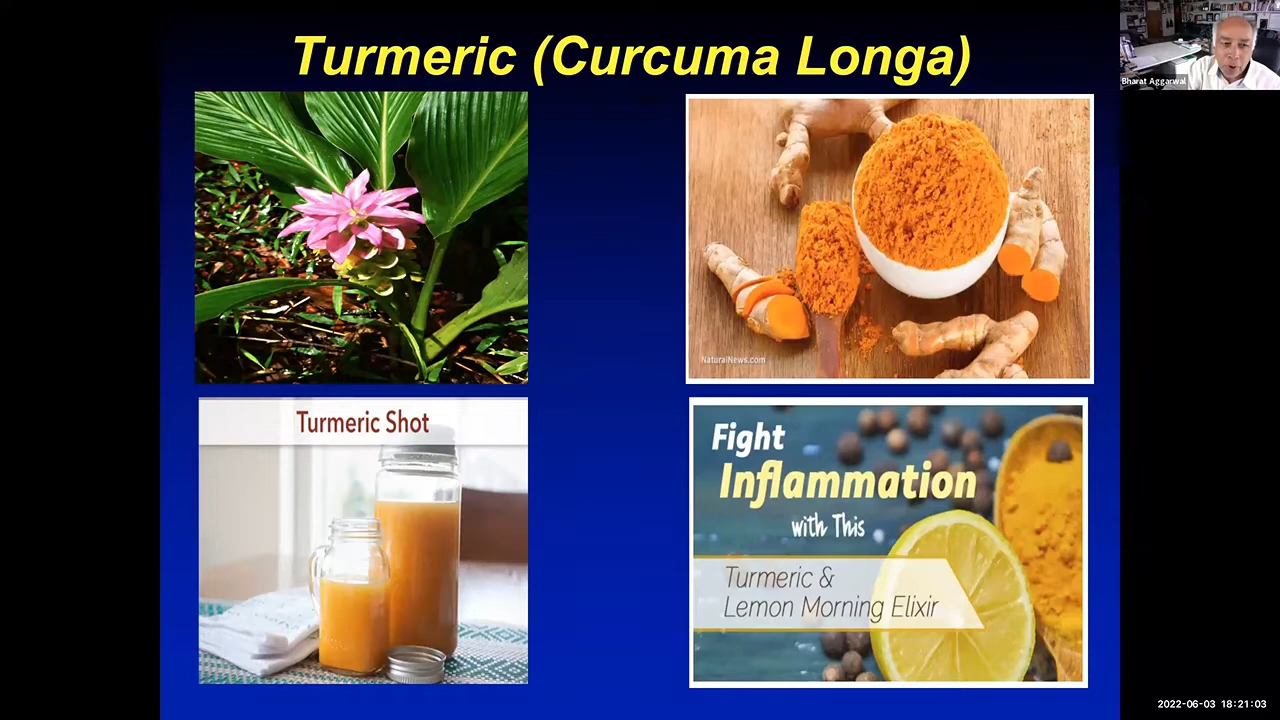 Turmeric (Curcuma Longa)
Bharat Aggarwal
NaturalNews.com
Turmeric Shot
Fight
Inflammation
with This
Turmeric &
Lemon Morning Elixir
2022-06-03 18:21:03